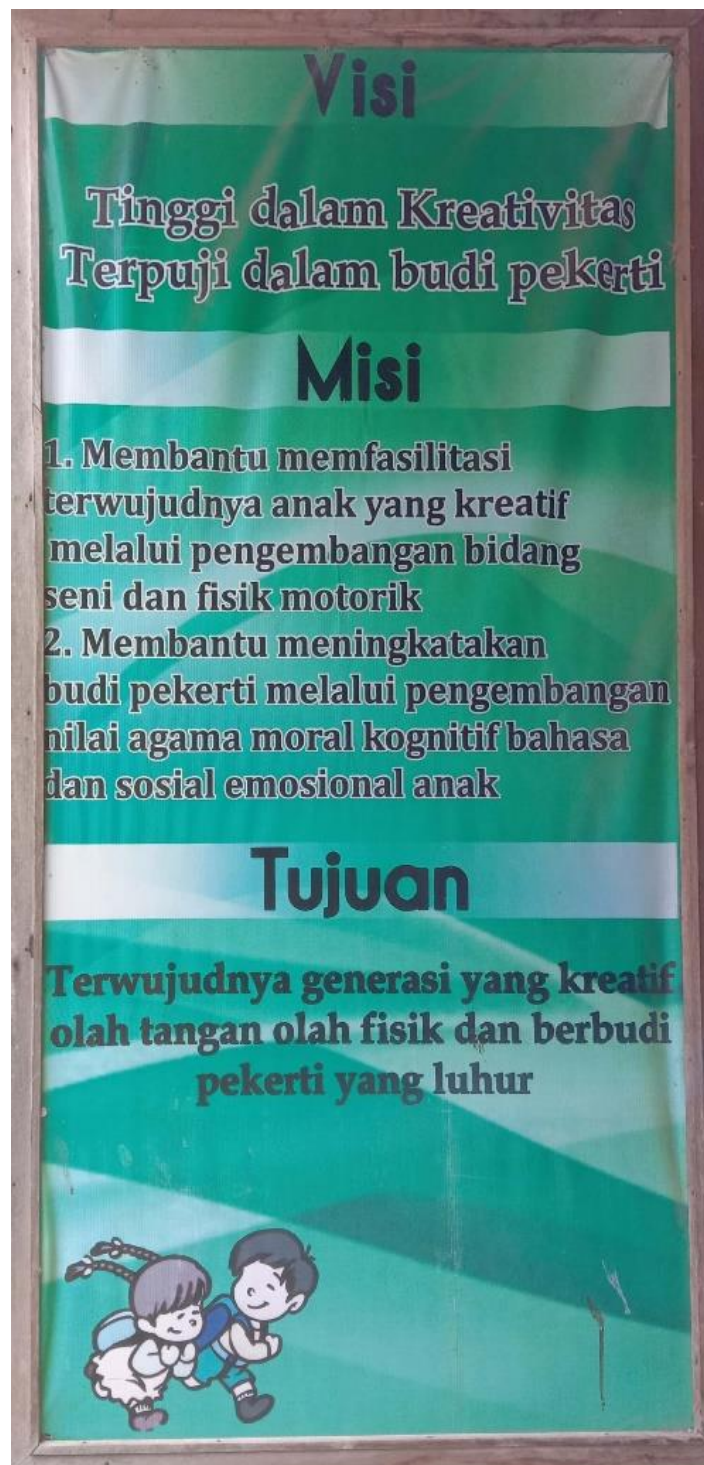 Visi
Tinggi dalam Kreativitas
Terpuji dalam budi pekerti
Misi
1. Membantu memfasilitasi
terwujudnya anak yang kreatif
melalui pengembangan bidang
seni dan fisik motorik
2. Membantu meningkatakan
budi pekerti melalui pengembangan
nilai agama moral kognitif bahasa
dan sosial emosional anak
Tujuan
Terwujudnya generasi yang kreatif
olah tangan olah fisik dan berbudi
pekerti yang luhur